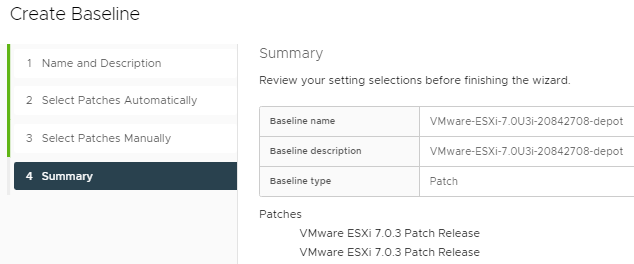 Create Baseline
1 Name and Description
2 Select Patches Automatically
3 Select Patches Manually
4 Summary
Summary
Review your setting selections before finishing the wizard.
Baseline name VMware-ESXi-7.0U3i-20842708-depot
Baseline description VMware-ESXi-7.0U3i-20842708-depot
Baseline type Patch
Patches
VMware ESXi 7.0.3 Patch Release
VMware ESXi 7.0.3 Patch Release